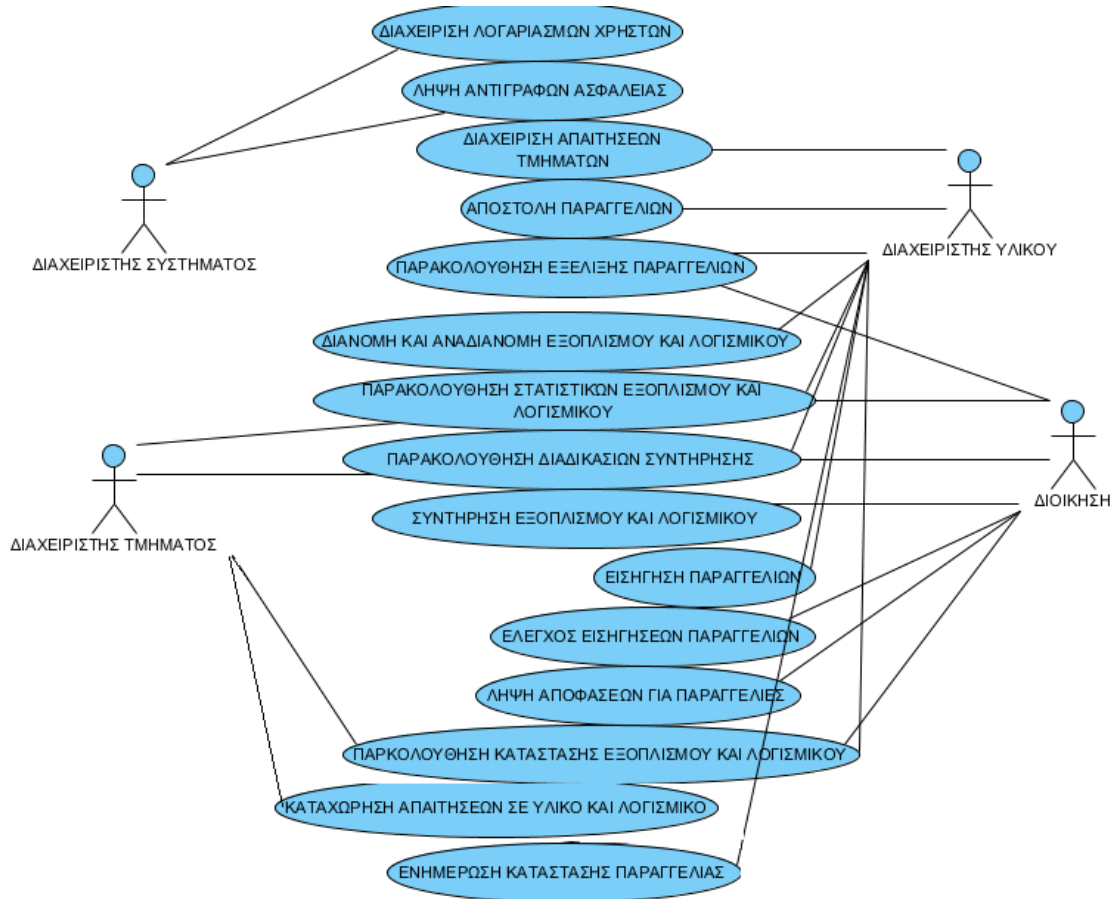 ΔΙΑΧΕΙΡΙΣΗ ΛΟΓΑΡΙΑΣΜΩΝ ΧΡΗΣΤΩΝ
ΛΗΨΗ ΑΝΤΙΓΡΑΦΩΝ ΑΣΦΑΛΕΙΑΣ
ΔΙΑΧΕΙΡΙΣΗ ΑΠΑΙΤΗΣΕΩΝ
ΤΜΗΜΑΤΩΝ
ΑΠΟΣΤΟΛΗ ΠΑΡΑΓΓΕΛΙΩΝ
ΔΙΑΧΕΙΡΙΣΤΗΣ ΣΥΣΤΗΜΑΤΟΣ
ΔΙΑΧΕΙΡΙΣΤΗΣ ΥΛΙΚΟΥ
ΠΑΡΑΚΟΛΟΥΘΗΣΗ ΕΞΕΛΙΞΗΣ ΠΑΡΑΓΓΕΛΙΩΝ
ΔΙΑΝΟΜΗ ΚΑΙ ΑΝΑΔΙΑΝΟΜΗ ΕΞΟΠΛΙΣΜΟΥ ΚΑΙ ΛΟΓΙΣΜΙΚΟΥ
ΠΑΡΑΚΟΛΟΥΘΗΣΗ ΣΤΑΤΙΣΤΙΚΏΝ ΕΞΟΠΛΙΣΜΟΥ ΚΑΙ
ΛΟΓΙΣΜΙΚΟΥ
ΠΑΡΑΚΟΛΟΥΘΗΣΗ ΔΙΑΔΙΚΑΣΙΩΝ ΣΥΝΤΗΡΗΣΗΣ
ΔΙΟΙΚΗΣΗ
ΣΥΝΤΗΡΗΣΗ ΕΞΟΠΛΙΣΜΟΥ ΚΑΙ ΛΟΓΙΣΜΙΚΟΥ
ΔΙΑΧΕΙΡΙΣΤΗΣ ΤΜΗΜΑΤΟΣ
ΕΙΣΗΓΗΣΗ ΠΑΡΑΓΓΕΛΙΩΝ
ΕΛΕΓΧΟΣ ΕΙΣΗΓΗΣΕΩΝ ΠΑΡΑΓΓΕΛΙΩΝ
ΛΗΨΗ ΑΠΟΦΑΣΕΩΝ ΓΙΑ ΠΑΡΑΓΓΕΛΙΕΣ
ΠΑΡΚΟΛΟΥΘΗΣΗ ΚΑΤΑΣΤΑΣΗΣ ΕΞΟΠΛΙΣΜΟΥ ΚΑΙ ΛΟΓΙΣΜΙΚΟΥ
'ΚΑΤΑΧΩΡΗΣΗ ΑΠΑΙΤΗΣΕΩΝ ΣΕ ΥΛΙΚΟ ΚΑΙ ΛΟΓΙΣΜΙΚΟ
ΕΝΗΜΕΡΩΣΗ ΚΑΤΑΣΤΑΣΗΣ ΠΑΡΑΓΓΕΛΙΑΣ